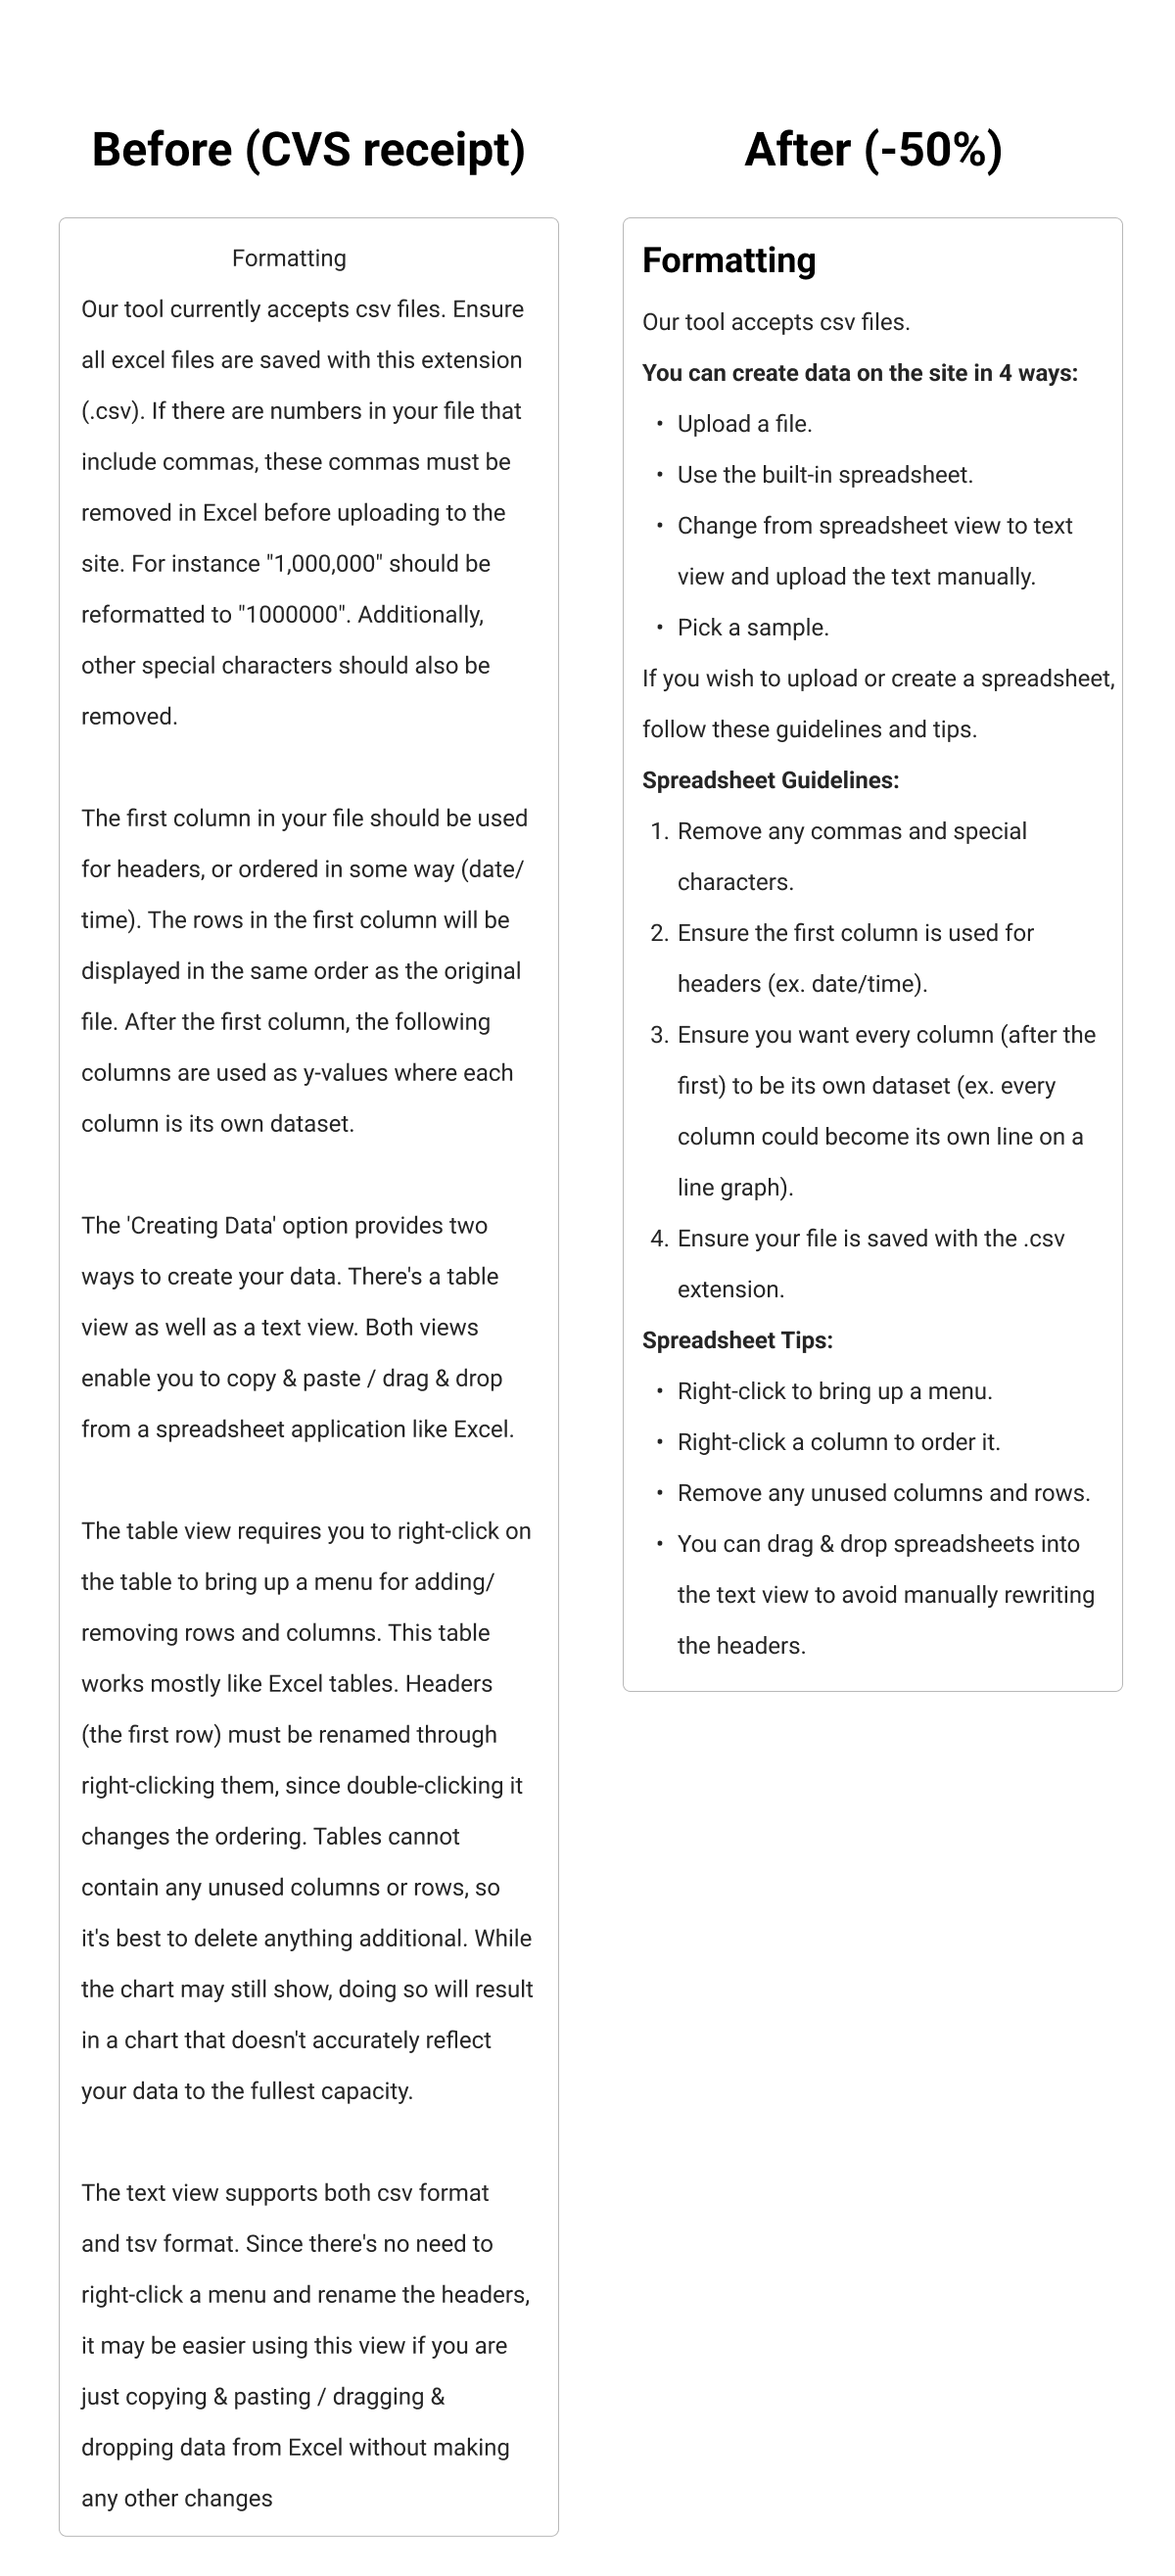 Before (CVS receipt)
Formatting
Our tool currently accepts csv files. Ensure
all excel files are saved with this extension
(.csv). If there are numbers in your file that
include commas, these commas must be
removed in Excel before uploading to the
site. For instance "1,000,000" should be
reformatted to "1000000". Additionally,
other special characters should also be
removed.
The first column in your file should be used
for headers, or ordered in some way (date/
time). The rows in the first column will be
displayed in the same order as the original
file. After the first column, the following
columns are used as y-values where each
column is its own dataset.
The 'Creating Data' option provides two
ways to create your data. There's a table
view as well as a text view. Both views
enable you to copy & paste / drag & drop
from a spreadsheet application like Excel.
The table view requires you to right-click on
the table to bring up a menu for adding/
removing rows and columns. This table
works mostly like Excel tables. Headers
(the first row) must be renamed through
right-clicking them, since double-clicking it
changes the ordering. Tables cannot
contain any unused columns or rows, so
it's best to delete anything additional. While
the chart may still show, doing so will result
in a chart that doesn't accurately reflect
your data to the fullest capacity.
The text view supports both csv format
and tsv format. Since there's no need to
right-click a menu and rename the headers,
it may be easier using this view if you are
just copying & pasting / dragging &
dropping data from Excel without making
any other changes
After (-50%)
Formatting
Our tool accepts csv files.
You can create data on the site in 4 ways:
• Upload a file.
• Use the built-in spreadsheet.
• Change from spreadsheet view to text
view and upload the text manually.
• Pick a sample.
If you wish to upload or create a spreadsheet,
follow these guidelines and tips.
Spreadsheet Guidelines:
1. Remove any commas and special
characters.
2. Ensure the first column is used for
headers (ex. date/time).
3. Ensure you want every column (after the
first) to be its own dataset (ex. every
column could become its own line on a
line graph).
4. Ensure your file is saved with the .csv
extension.
Spreadsheet Tips:
• Right-click to bring up a menu.
• Right-click a column to order it.
• Remove any unused columns and rows.
• You can drag & drop spreadsheets into
the text view to avoid manually rewriting
the headers.